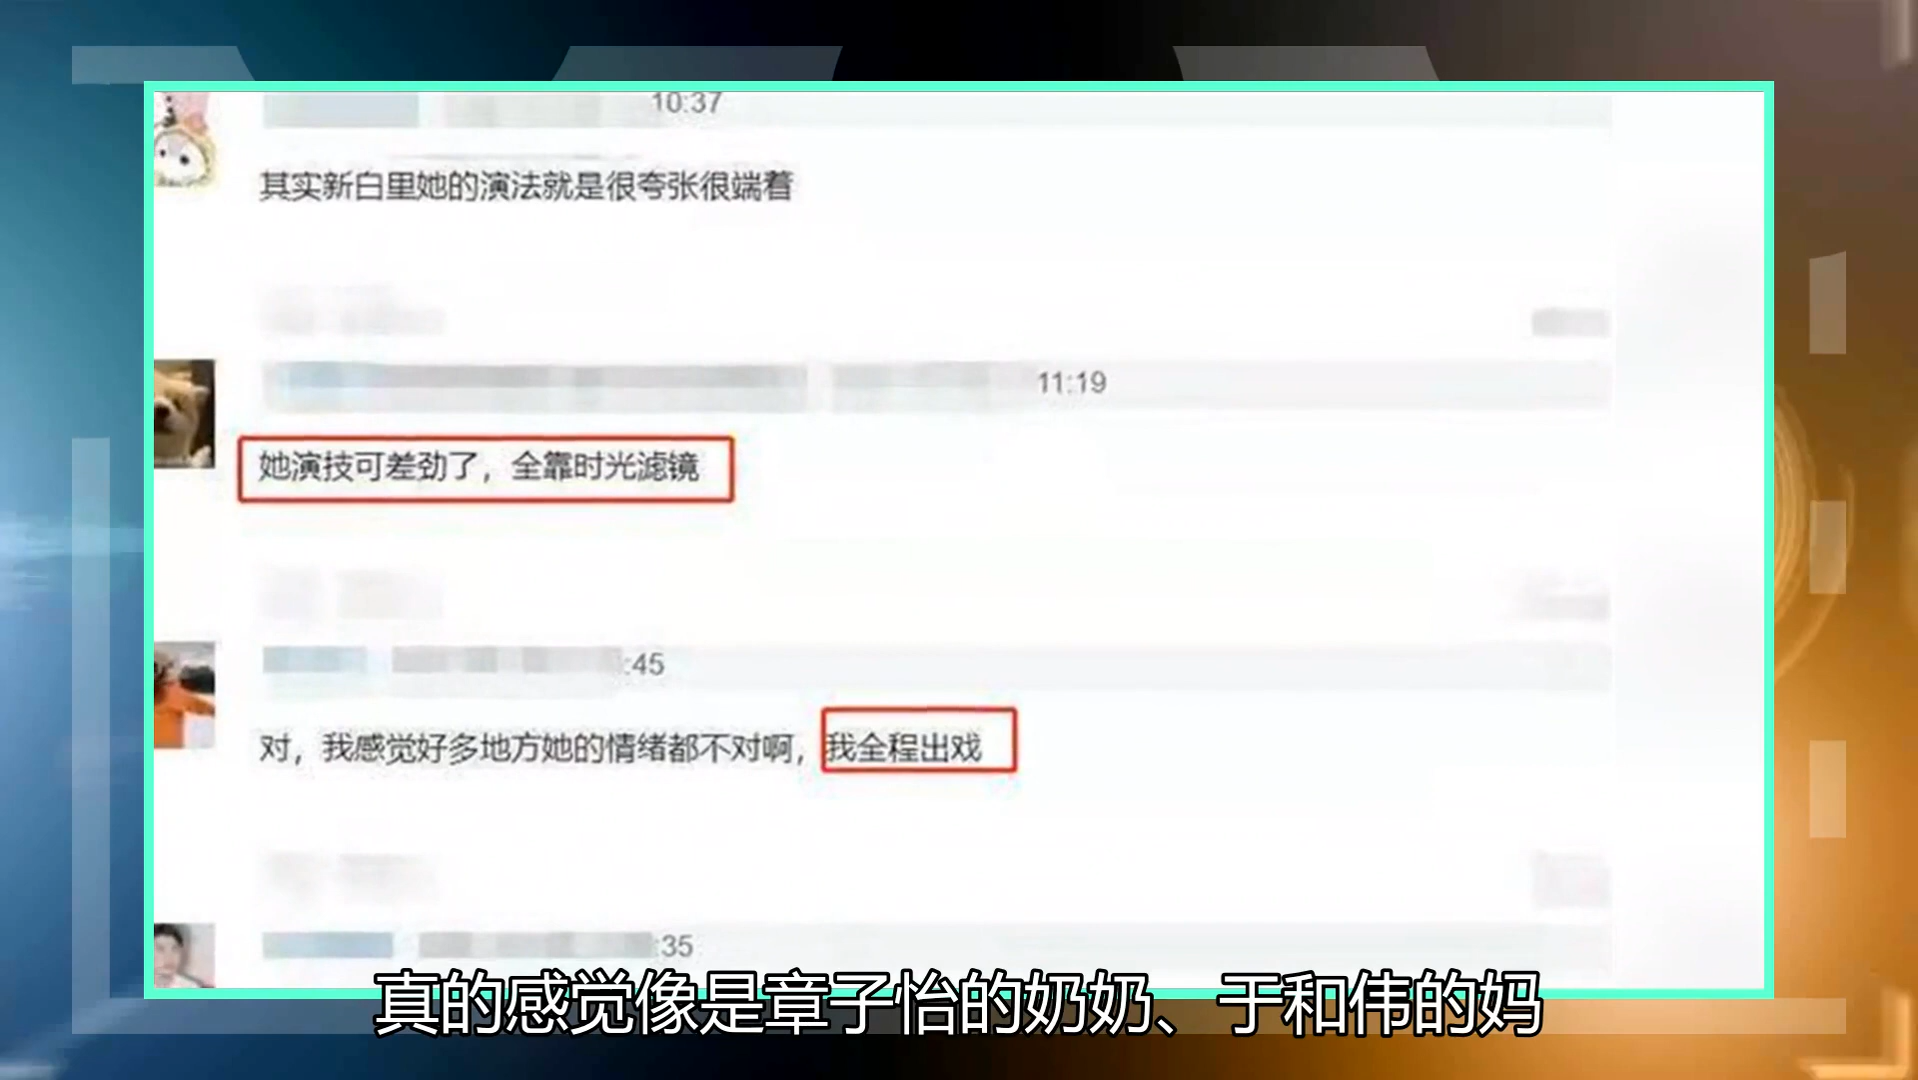 10:37
其实新白里她的演法就是很夸张很端着
11:19
她演技可差劲了，全靠时光滤镜
:45
对，我感觉好多地方她的情绪都不对啊，我全程出戏
:35
真的感觉像是章子怡的奶奶、于和伟的妈